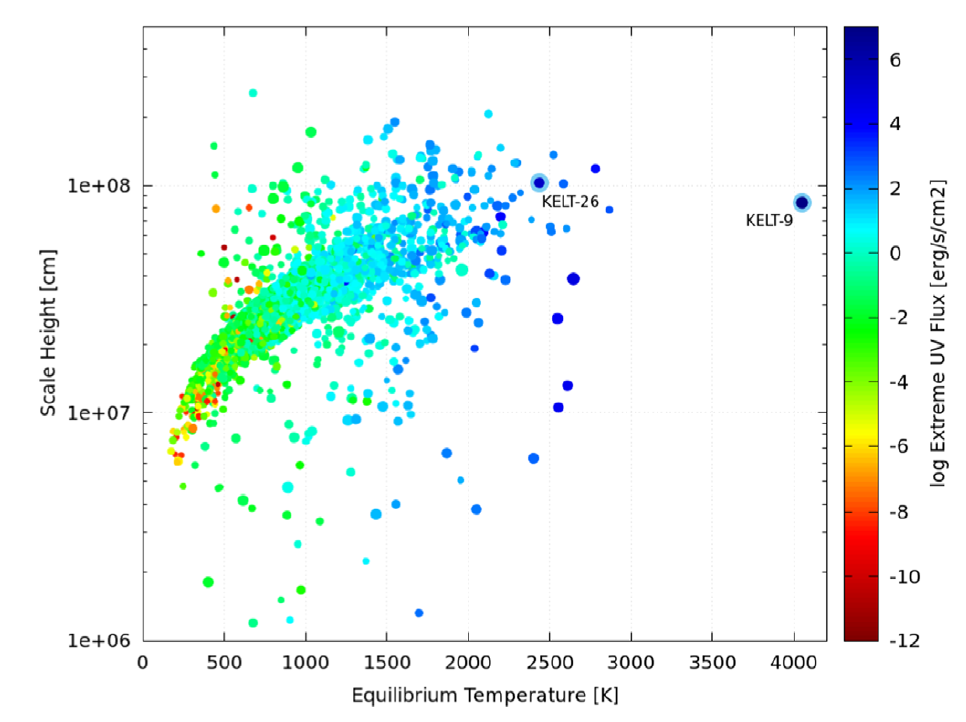 1e+08
1e+07
1e+06
Scale Height [cm]
0
500
1000
1500
2000
2500
3000
3500
4000
Equilibrium Temperature [K]
KELT-26
KELT-9
6
4
2
0
-2
-4
-6
-8
-10
-12
log Extreme UV Flux [erg/s/cm2]